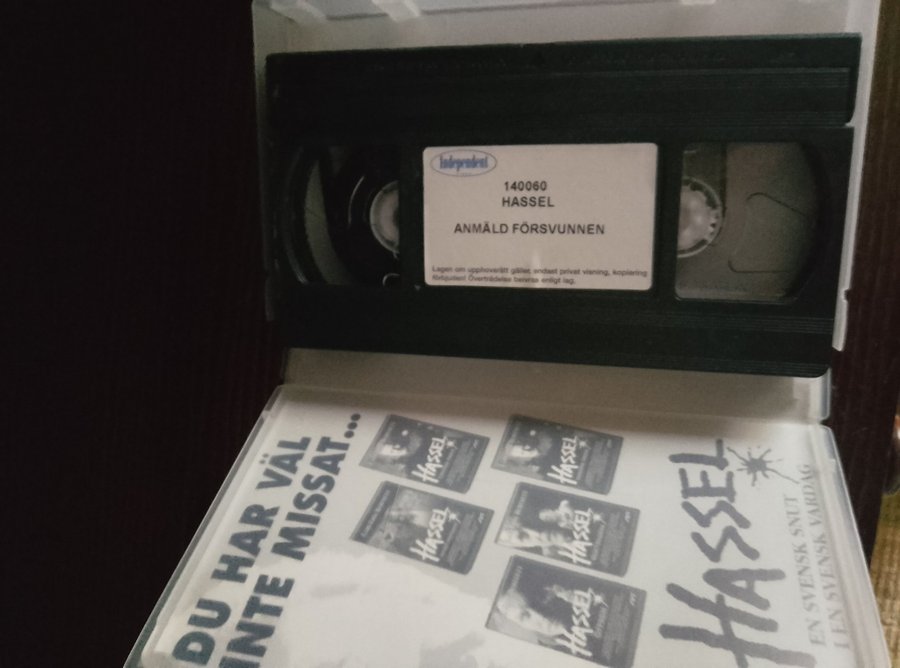 Independent
140060
HASSEL
ANMÄLD FÖRSVUNNEN
Lagen om upphovsrätt gäller, endast privat visning, kopiering
förbjuden! Överträdelse beivras enligt lag.
DU HAR VÄL
INTE MISSAT...
HASSEL
HASSEL
HASSEL
HASSEL
HASSEL
HASSEL
EN SVENSK SNUT
I EN SVENSK VARDAG